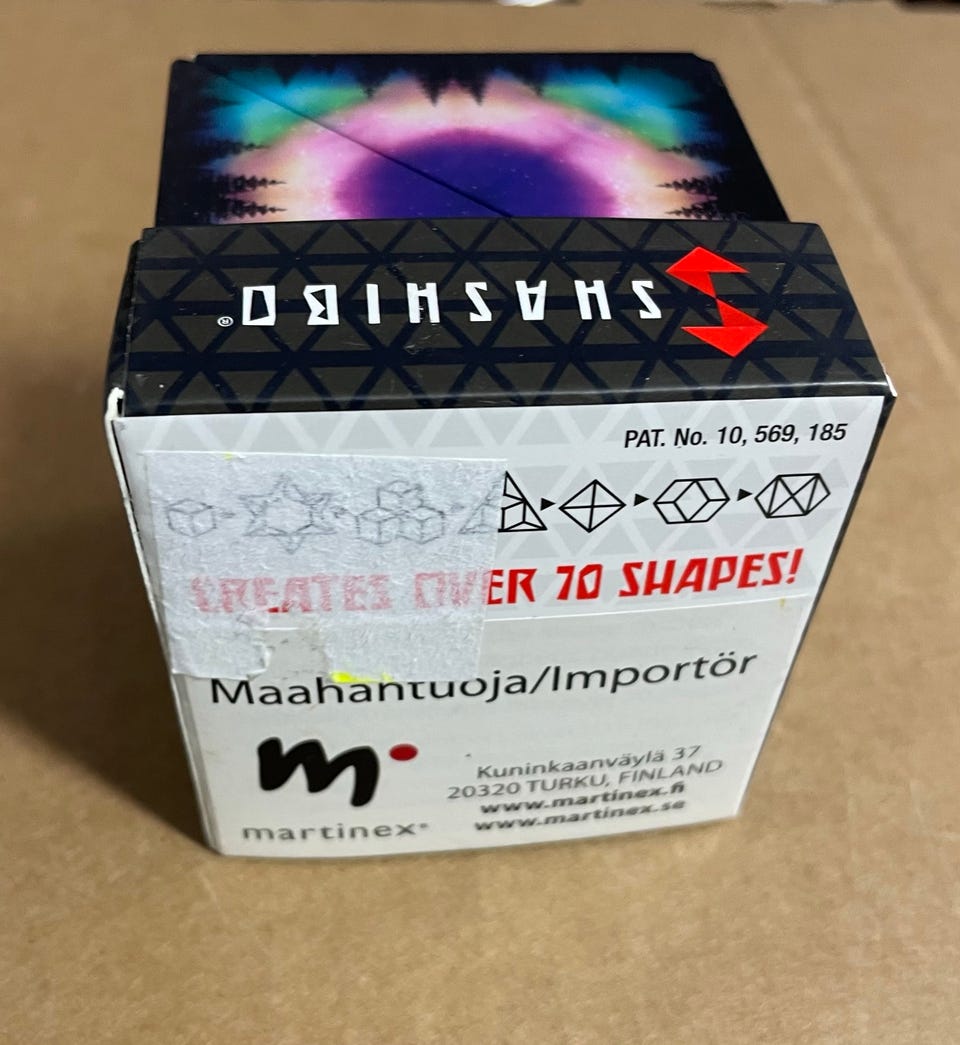 SHASHIBO®
PAT. No. 10, 569, 185
CREATES OVER 70 SHAPES!
Maahantuoja/Importör
martinex®
Kuninkaanväylä 37
20320 TURKU, FINLAND
www.martinex.fi
www.martinex.se